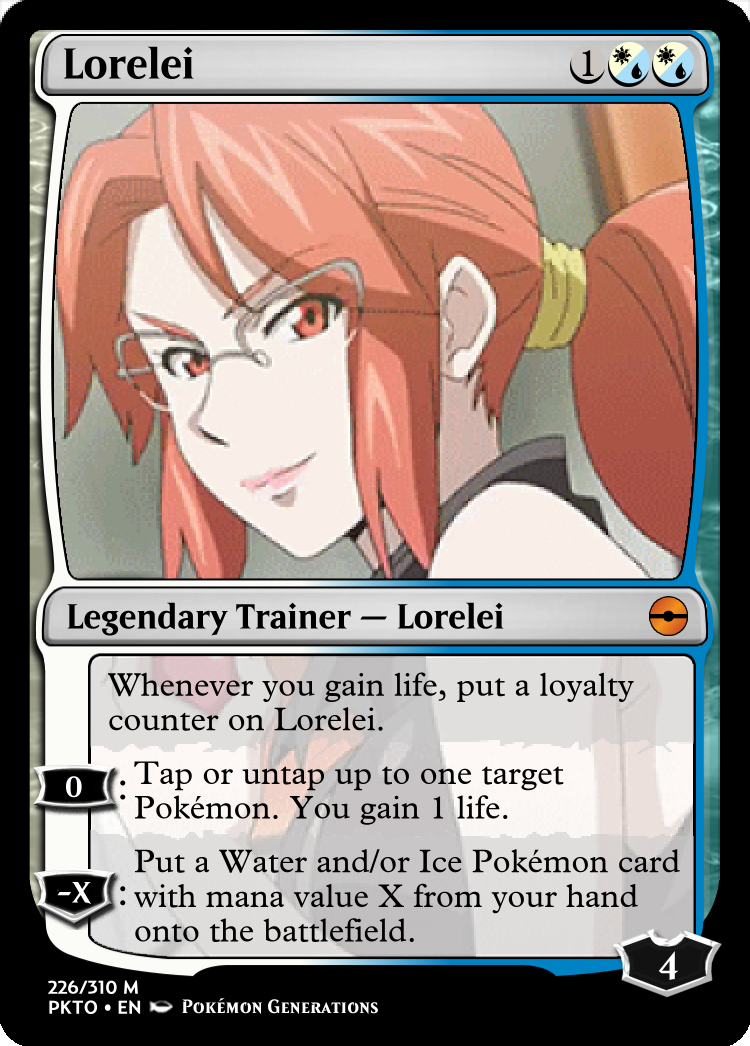 Lorelei 1
Legendary Trainer — Lorelei
Whenever you gain life, put a loyalty
counter on Lorelei.
0 : Tap or untap up to one target
Pokémon. You gain 1 life.
Put a Water and/or Ice Pokémon card
-X : with mana value X from your hand
onto the battlefield.
4
226/310 M
PKTO • EN Pokémon Generations